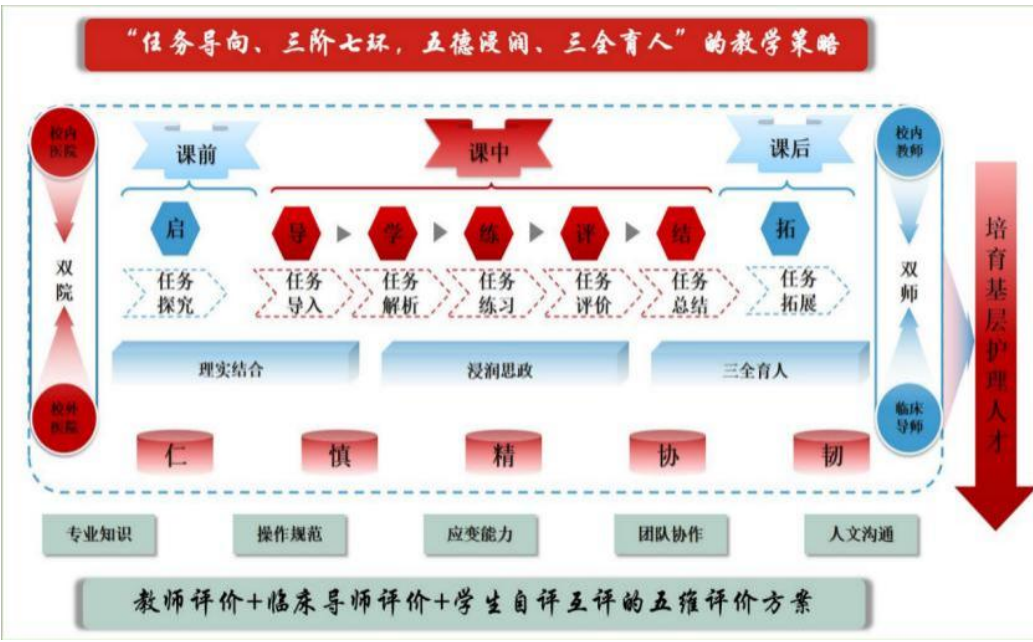 “任务导向、三阶七环，五德浸润、三全育人”的教学策略
校内
医院
课前
课中
课后
校内
教师
启
导
学
练
评
结
拓
双
院
任务
探究
任务
导入
任务
解析
任务
练习
任务
评价
任务
总结
任务
拓展
双
师
理实结合
浸润思政
三全育人
校外
医院
临床
导师
仁
慎
精
协
韧
培育基层护理人才
专业知识
操作规范
应变能力
团队协作
人文沟通
教师评价+临床导师评价+学生自评互评的五维评价方案